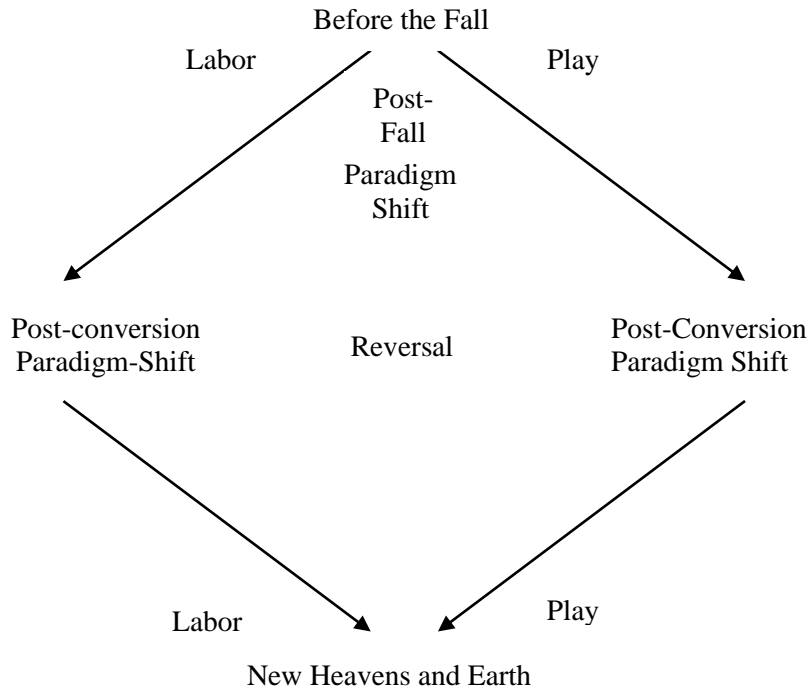 Before the Fall
Labor
Play
Post-
Fall
Paradigm
Shift
Post-conversion
Paradigm-Shift
Reversal
Post-Conversion
Paradigm Shift
Labor
Play
New Heavens and Earth